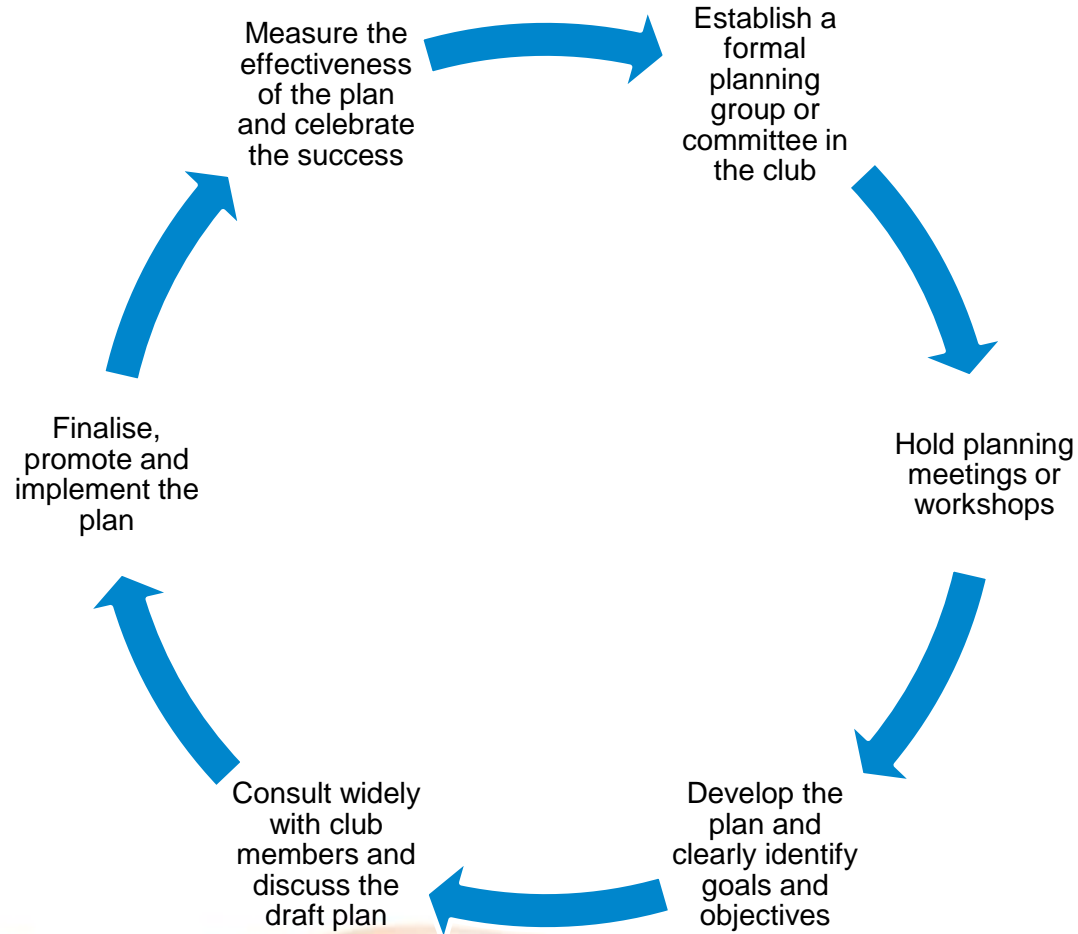 Establish a
formal
planning
group or
committee in
the club
Hold planning
meetings or
workshops
Develop the
plan and
clearly identify
goals and
objectives
Consult widely
with club
members and
discuss the
draft plan
Finalise,
promote and
implement the
plan
Measure the
effectiveness
of the plan
and celebrate
the success